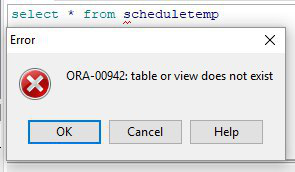 select * from scheduletemp
Error
ORA-00942: table or view does not exist
OK
Cancel
Help